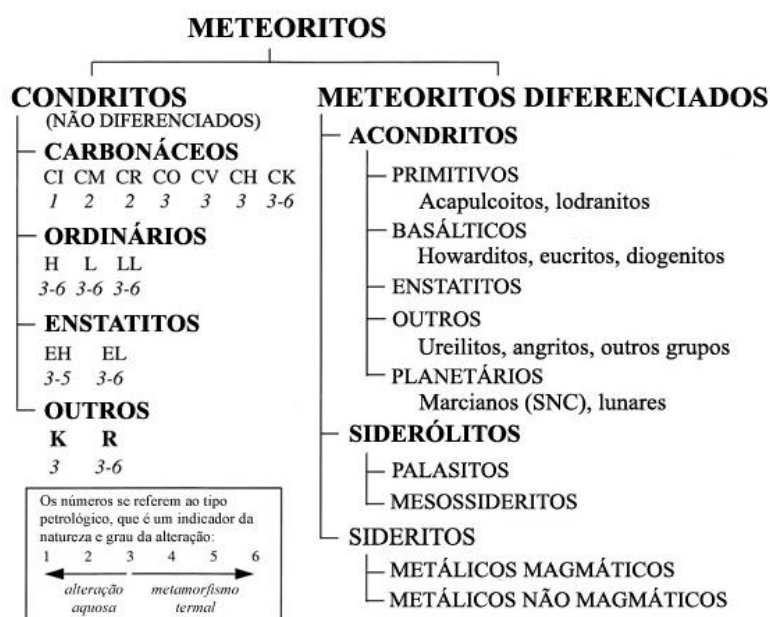 METEORITOS
CONDRITOS
(NÃO DIFERENCIADOS)
CARBONÁCEOS
CI CM CR CO CV CH CK
1 2 2 3 3 3 3-6
ORDINÁRIOS
H L LL
3-6 3-6 3-6
ENSTATITOS
EH EL
3-5 3-6
OUTROS
K R
3 3-6
Os números se referem ao tipo
petrológico, que é um indicador da
natureza e grau da alteração:
1 2 3 4 5 6
alteração metamorfismo
aquosa termal
METEORITOS DIFERENCIADOS
ACONDRITOS
PRIMITIVOS
Acapulcoitos, lodranitos
BASÁLTICOS
Howarditos, eucritos, diogenitos
ENSTATITOS
OUTROS
Ureilitos, angritos, outros grupos
PLANETÁRIOS
Marcianos (SNC), lunares
SIDERÓLITOS
PALASITOS
MESOSSIDERITOS
SIDERITOS
METÁLICOS MAGMÁTICOS
METÁLICOS NÃO MAGMÁTICOS